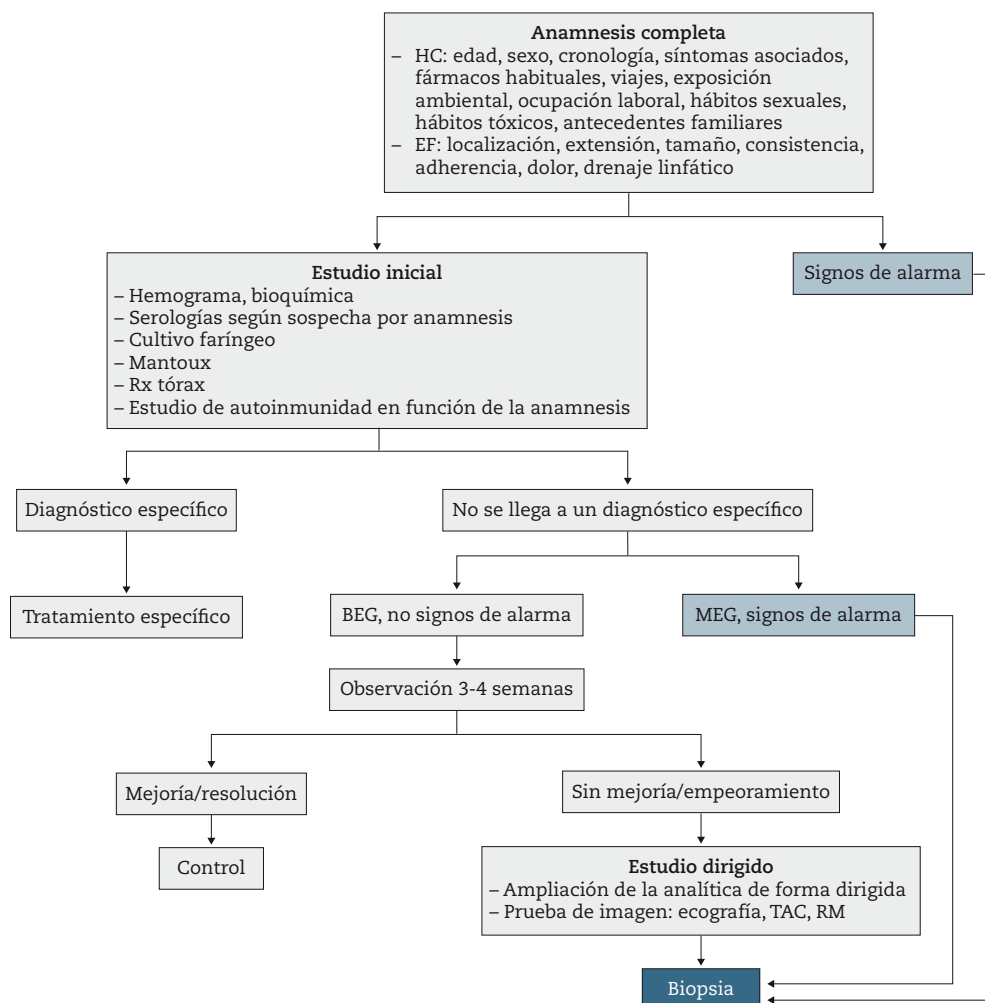 Anamnesis completa
– HC: edad, sexo, cronología, síntomas asociados,
fármacos habituales, viajes, exposición
ambiental, ocupación laboral, hábitos sexuales,
hábitos tóxicos, antecedentes familiares
– EF: localización, extensión, tamaño, consistencia,
adherencia, dolor, drenaje linfático
Estudio inicial
– Hemograma, bioquímica
– Serologías según sospecha por anamnesis
– Cultivo faríngeo
– Mantoux
– Rx tórax
– Estudio de autoinmunidad en función de la anamnesis
Signos de alarma
Diagnóstico específico
No se llega a un diagnóstico específico
Tratamiento específico
BEG, no signos de alarma
MEG, signos de alarma
Observación 3-4 semanas
Mejoría/resolución
Sin mejoría/empeoramiento
Control
Estudio dirigido
– Ampliación de la analítica de forma dirigida
– Prueba de imagen: ecografía, TAC, RM
Biopsia